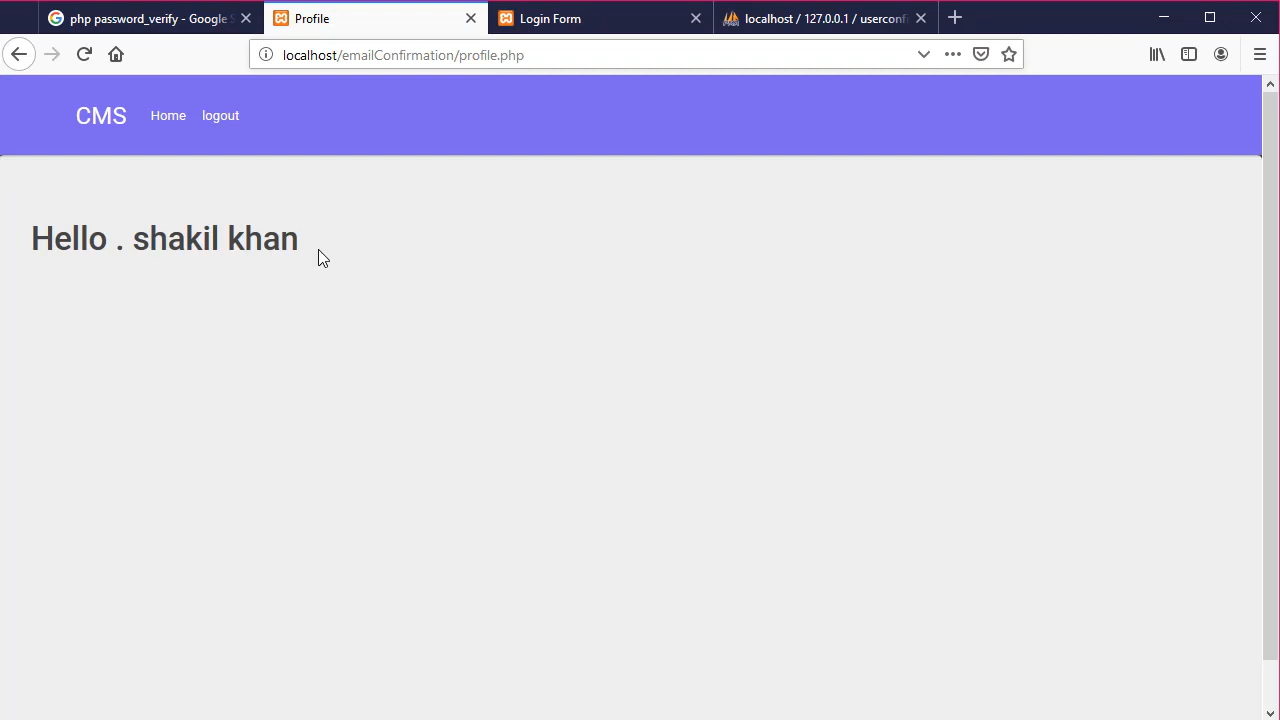 php password_verify - Google S
Profile
Login Form
localhost / 127.0.0.1 / userconfi
localhost/emailConfirmation/profile.php
CMS
Home
logout
Hello . shakil khan